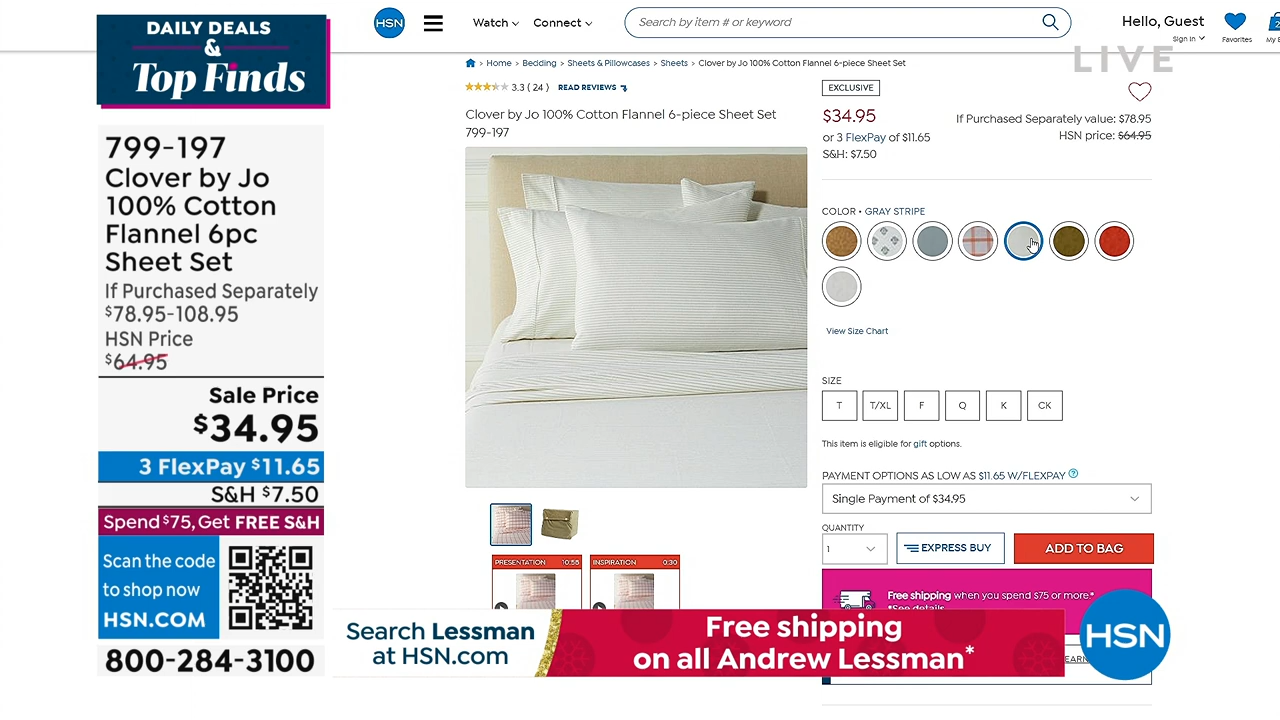 DAILY DEALS
&
Top Finds
799-197
Clover by Jo
100% Cotton
Flannel 6pc
Sheet Set
If Purchased Separately
$78.95-108.95
HSN Price
$64.95
Sale Price
$34.95
3 FlexPay $11.65
S&H $7.50
Spend $75, Get FREE S&H
Scan the code
to shop now
HSN.COM
800-284-3100
HSN
Watch
Connect
Search by item # or keyword
Hello, Guest
Sign In
Favorites
LIVE
> Home > Bedding > Sheets & Pillowcases > Sheets > Clover by Jo 100% Cotton Flannel 6-piece Sheet Set
3.3 ( 24 ) READ REVIEWS
Clover by Jo 100% Cotton Flannel 6-piece Sheet Set
799-197
EXCLUSIVE
$34.95
or 3 FlexPay of $11.65
S&H: $7.50
If Purchased Separately value: $78.95
HSN price: $64.95
COLOR • GRAY STRIPE
View Size Chart
SIZE
T T/XL F Q K CK
This item is eligible for gift options.
PAYMENT OPTIONS AS LOW AS $11.65 W/FLEXPAY ?
Single Payment of $34.95
QUANTITY
1
EXPRESS BUY
ADD TO BAG
PRESENTATION 10:55
INSPIRATION 0:30
Free shipping when you spend $75 or more.*
*See details
Search Lessman
at HSN.com
Free shipping
on all Andrew Lessman*
HSN